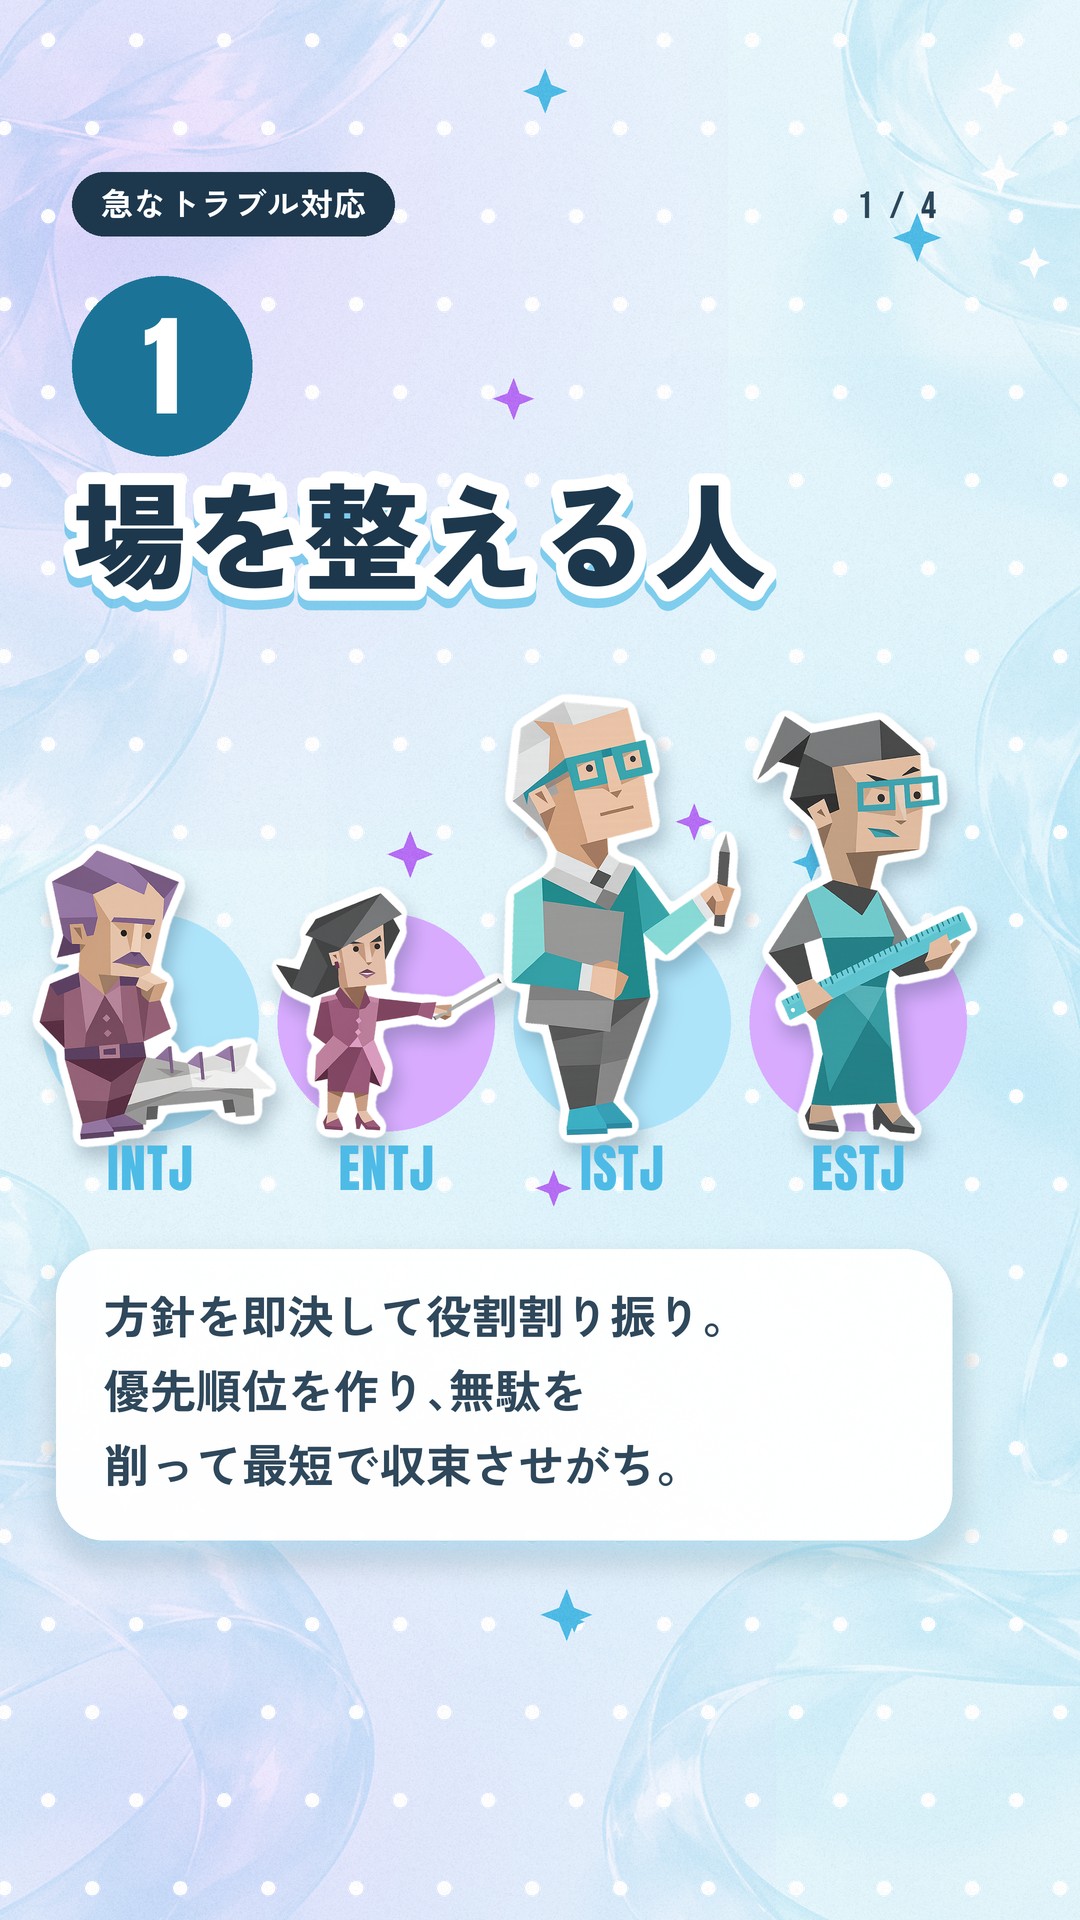 急なトラブル対応
1 / 4
1
場を整える人
INTJ
ENTJ
ISTJ
ESTJ
方針を即決して役割割り振り。
優先順位を作り、無駄を
削って最短で収束させがち。